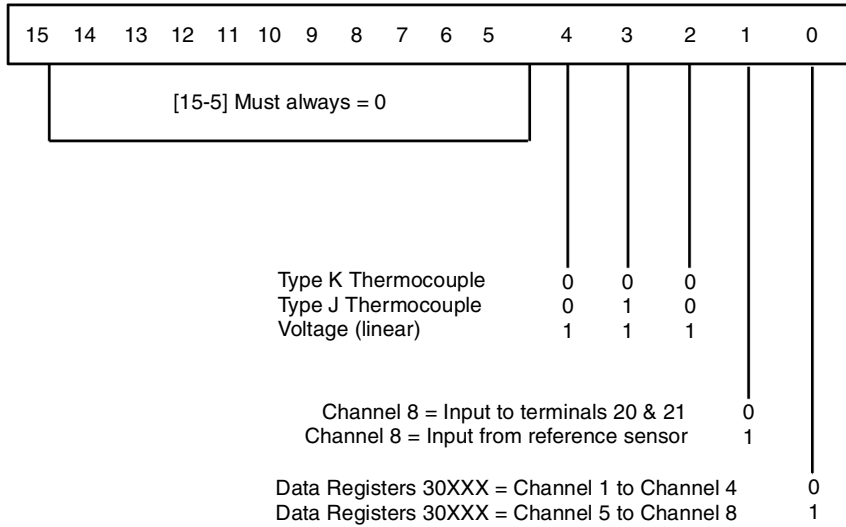 15 14 13 12 11 10 9 8 7 6 5 4 3 2 1 0
[15-5] Must always = 0
Type K Thermocouple 0 0 0
Type J Thermocouple 0 1 0
Voltage (linear) 1 1 1
Channel 8 = Input to terminals 20 & 21 0
Channel 8 = Input from reference sensor 1
Data Registers 30XXX = Channel 1 to Channel 4 0
Data Registers 30XXX = Channel 5 to Channel 8 1